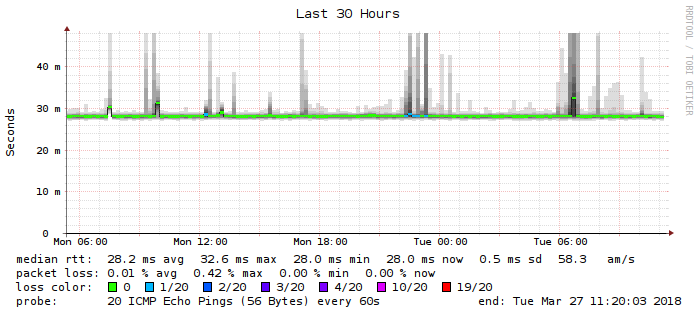 Last 30 Hours
RRDTOOL / TOBI OETIKER
Seconds
40 m
30 m
20 m
10 m
0
Mon 06:00 Mon 12:00 Mon 18:00 Tue 00:00 Tue 06:00
median rtt: 28.2 ms avg 32.6 ms max 28.0 ms min 28.0 ms now 0.5 ms sd 58.3 am/s
packet loss: 0.01 % avg 0.42 % max 0.00 % min 0.00 % now
loss color: 0 1/20 2/20 3/20 4/20 10/20 19/20
probe: 20 ICMP Echo Pings (56 Bytes) every 60s end: Tue Mar 27 11:20:03 2018